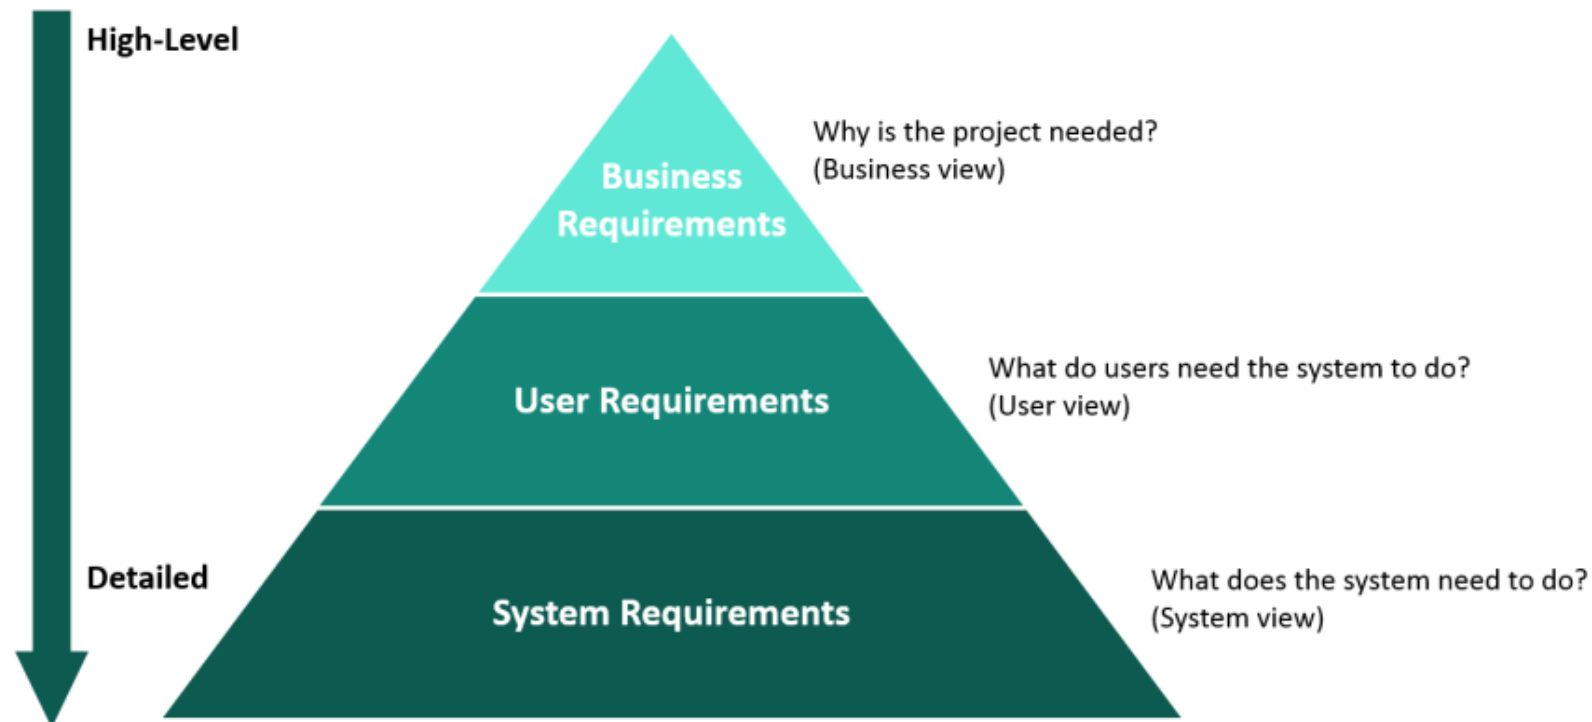 High-Level
Business
Requirements
Why is the project needed?
(Business view)
User Requirements
What do users need the system to do?
(User view)
Detailed
System Requirements
What does the system need to do?
(System view)